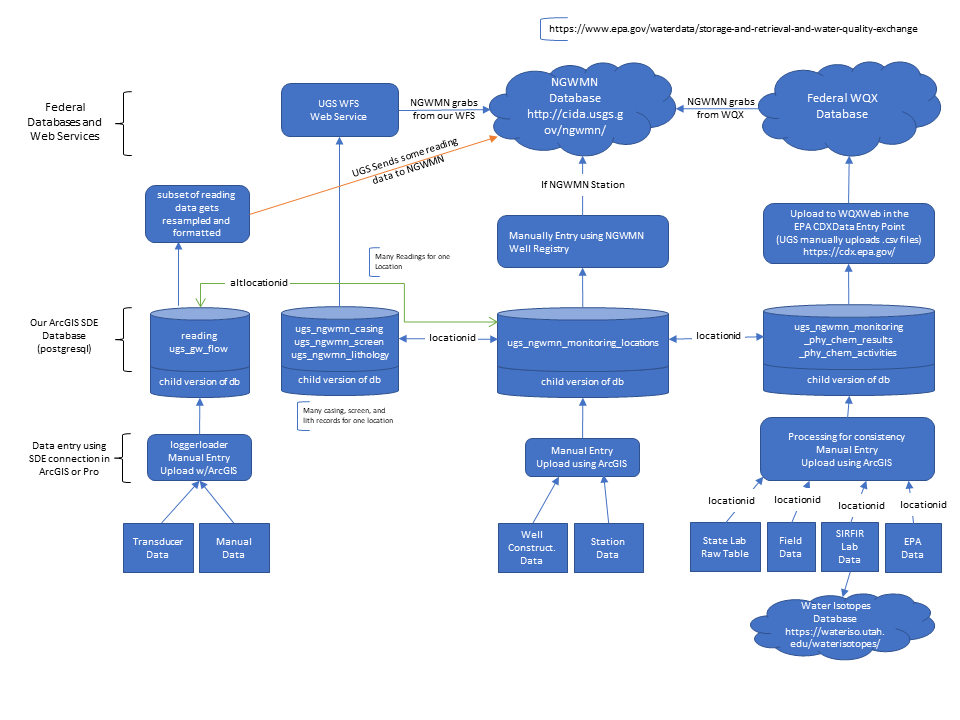 https://www.epa.gov/waterdata/storage-and-retrieval-and-water-quality-exchange
Federal
Databases and
Web Services
UGS WFS
Web Service
NGWMN grabs
from our WFS
NGWMN
Database
http://cida.usgs.g
ov/ngwmn/
NGWMN grabs
from WQX
Federal WQX
Database
UGS Sends some reading
data to NGWMN
If NGWMN Station
subset of reading
data gets
resampled and
formatted
Manually Entry using NGWMN
Well Registry
Upload to WQXWeb in the
EPA CDXData Entry Point
(UGS manually uploads .csv files)
https://cdx.epa.gov/
Many Readings for one
Location
altlocationid
Our ArcGIS SDE
Database
(postgresql)
reading
ugs_gw_flow
child version of db
ugs_ngwmn_casing
ugs_ngwmn_screen
ugs_ngwmn_lithology
child version of db
locationid
ugs_ngwmn_monitoring_locations
child version of db
locationid
ugs_ngwmn_monitoring
_phy_chem_results
_phy_chem_activities
child version of db
Many casing, screen, and
lith records for one location
Data entry using
SDE connection in
ArcGIS or Pro
loggerloader
Manual Entry
Upload w/ArcGIS
Manual Entry
Upload using ArcGIS
Processing for consistency
Manual Entry
Upload using ArcGIS
locationid
locationid
locationid
locationid
Transducer
Data
Manual
Data
Well
Construct.
Data
Station
Data
State Lab
Raw Table
Field
Data
SIRFIR
Lab
Data
EPA
Data
Water Isotopes
Database
https://wateriso.utah.
edu/waterisotopes/